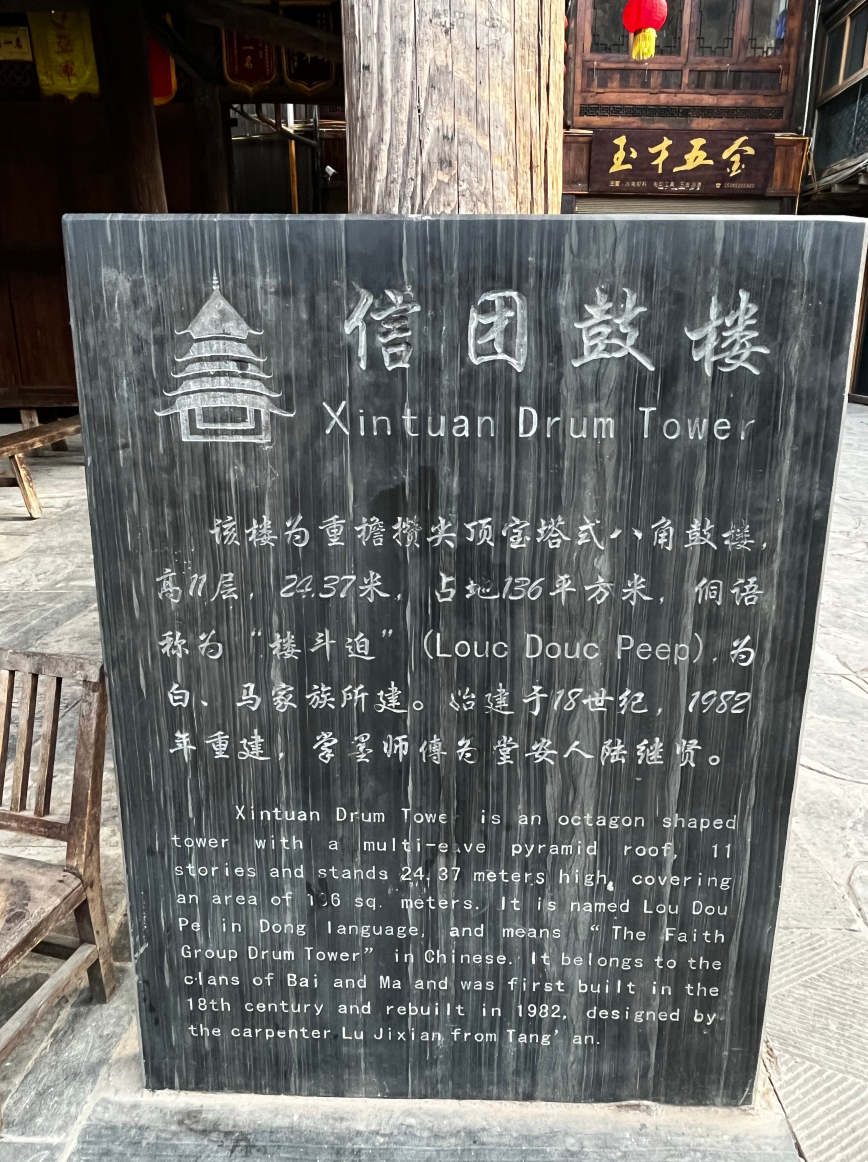 玉才五金
信团鼓楼
Xintuan Drum Tower
该楼为重檐攒尖顶宝塔式八角鼓楼，
高11层，24.37米，占地136平方米，侗语
称为“楼斗迫”（Louc Douc Peep）,为
白、马家族所建。始建于18世纪，1982
年重建，掌墨师傅为堂安人陆继贤。
Xintuan Drum Tower is an octagon shaped
tower with a multi-eave pyramid roof, 11
stories and stands 24.37 meters high, covering
an area of 136 sq. meters. It is named Lou Dou
Pe in Dong language, and means “The Faith
Group Drum Tower” in Chinese. It belongs to the
clans of Bai and Ma and was first built in the
18th century and rebuilt in 1982, designed by
the carpenter Lu Jixian from Tang’an.